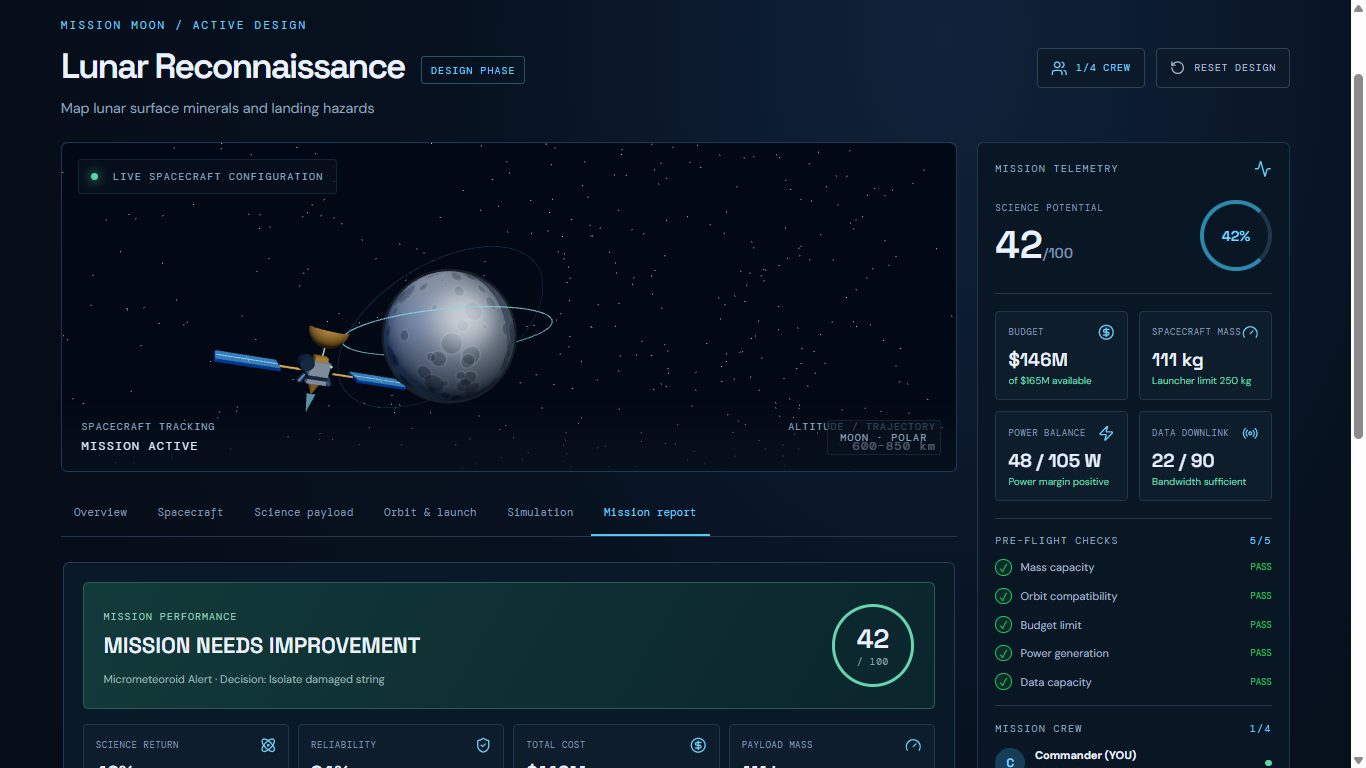 MISSION MOON / ACTIVE DESIGN
Lunar Reconnaissance
DESIGN PHASE
1/4 CREW
RESET DESIGN
Map lunar surface minerals and landing hazards
LIVE SPACECRAFT CONFIGURATION
SPACECRAFT TRACKING
MISSION ACTIVE
ALTITUDE / TRAJECTORY
MOON · POLAR
600-850 km
Overview
Spacecraft
Science payload
Orbit & launch
Simulation
Mission report
MISSION PERFORMANCE
MISSION NEEDS IMPROVEMENT
Micrometeoroid Alert · Decision: Isolate damaged string
42
/ 100
SCIENCE RETURN
RELIABILITY
TOTAL COST
PAYLOAD MASS
MISSION TELEMETRY
SCIENCE POTENTIAL
42/100
42%
BUDGET
$146M
of $165M available
SPACECRAFT MASS
111 kg
Launcher limit 250 kg
POWER BALANCE
48 / 105 W
Power margin positive
DATA DOWNLINK
22 / 90
Bandwidth sufficient
PRE-FLIGHT CHECKS 5/5
Mass capacity PASS
Orbit compatibility PASS
Budget limit PASS
Power generation PASS
Data capacity PASS
MISSION CREW 1/4
C
Commander (YOU)